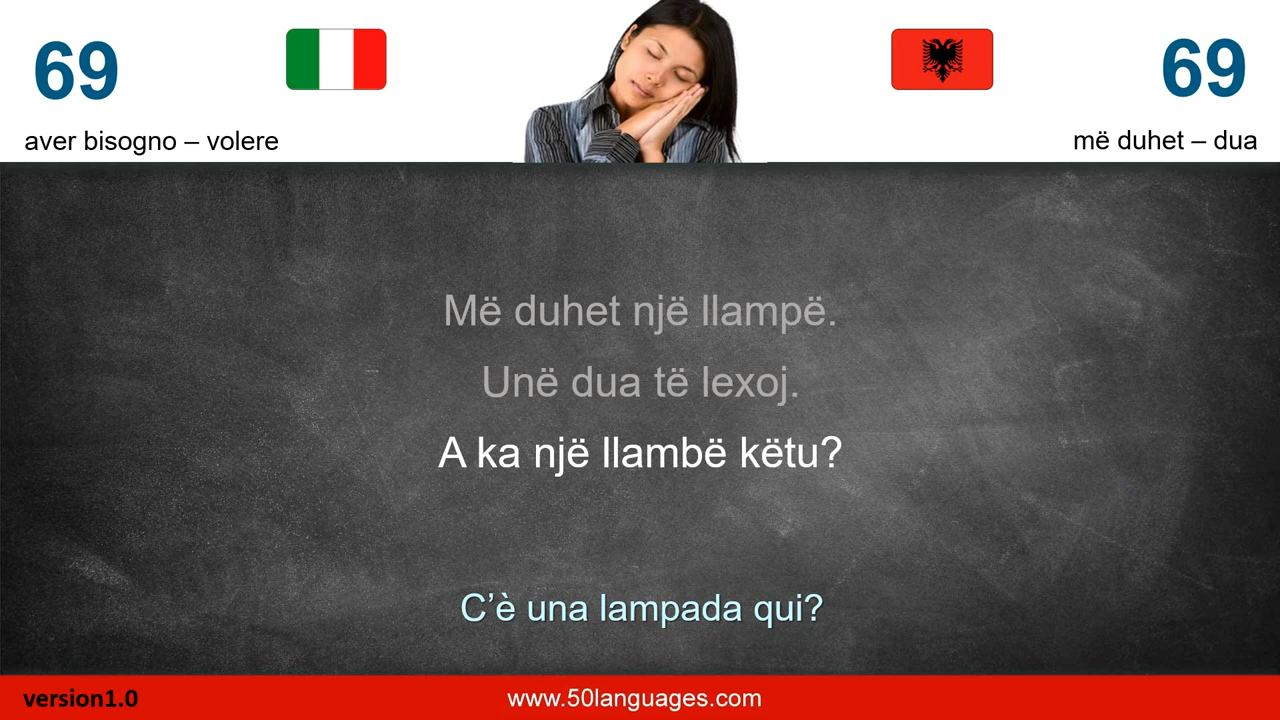 69
69
aver bisogno – volere
më duhet – dua
Më duhet një llampë.
Unë dua të lexoj.
A ka një llambë këtu?
C’è una lampada qui?
version1.0
www.50languages.com